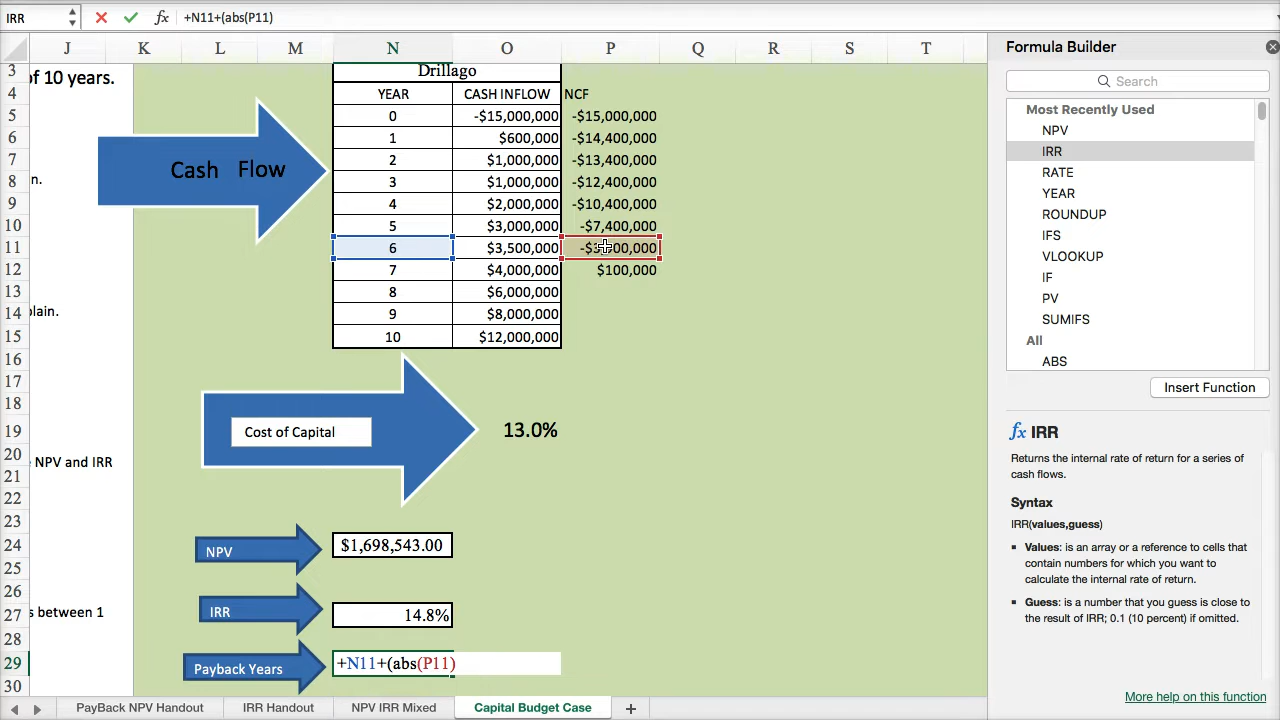 IRR fx +N11+(abs(P11)
J K L M N O P Q R S T
3 of 10 years. Drillago
4 YEAR CASH INFLOW NCF
5 0 -$15,000,000 -$15,000,000
6 1 $600,000 -$14,400,000
7 2 $1,000,000 -$13,400,000
8 n. 3 $1,000,000 -$12,400,000
9 4 $2,000,000 -$10,400,000
10 5 $3,000,000 -$7,400,000
11 6 $3,500,000
12 7 $4,000,000 $100,000
13 8 $6,000,000
14 plain. 9 $8,000,000
15 10 $12,000,000
Cash Flow
16
17
18
19 Cost of Capital 13.0%
20 NPV and IRR
21
22
23
24 NPV $1,698,543.00
25
26
27 s between 1 IRR 14.8%
28
29 Payback Years +N11+(abs(P11)
30
PayBack NPV Handout IRR Handout NPV IRR Mixed Capital Budget Case +
Formula Builder
Search
Most Recently Used
NPV
IRR
RATE
YEAR
ROUNDUP
IFS
VLOOKUP
IF
PV
SUMIFS
All
ABS
Insert Function
fx IRR
Returns the internal rate of return for a series of
cash flows.
Syntax
IRR(values,guess)
Values: is an array or a reference to cells that
contain numbers for which you want to
calculate the internal rate of return.
Guess: is a number that you guess is close to
the result of IRR; 0.1 (10 percent) if omitted.
More help on this function